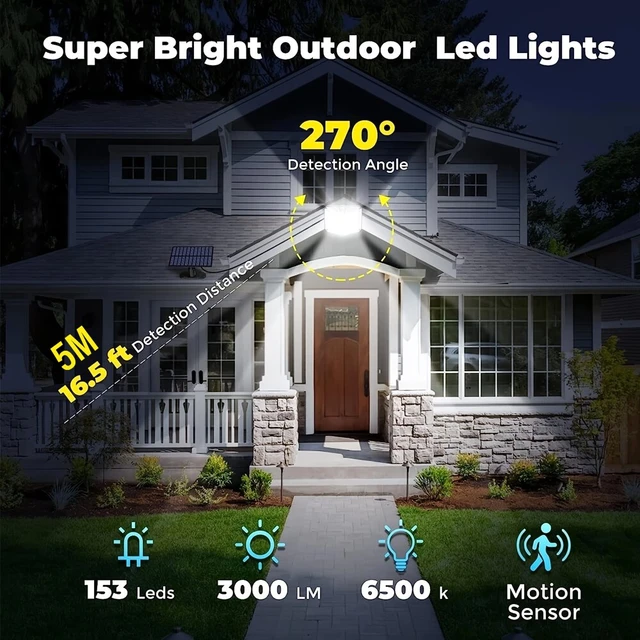 Super Bright Outdoor Led Lights
270°
Detection Angle
5M
16.5 ft Detection Distance
153 Leds
3000 LM
6500 k
Motion
Sensor